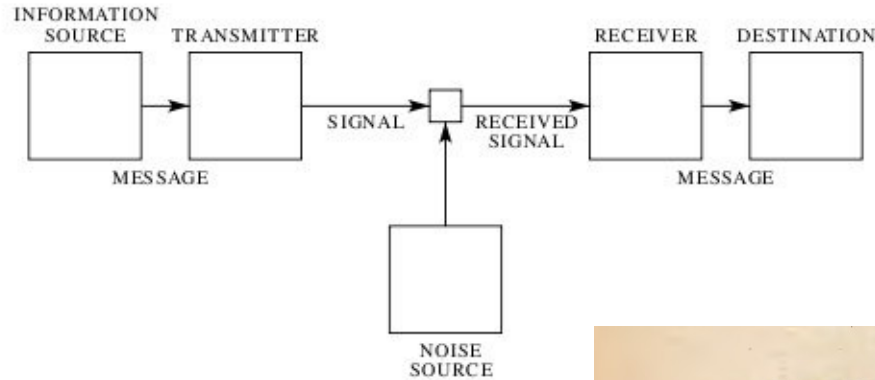 INFORMATION
SOURCE
TRANSMITTER
RECEIVER
DESTINATION
SIGNAL
RECEIVED
SIGNAL
MESSAGE
MESSAGE
NOISE
SOURCE